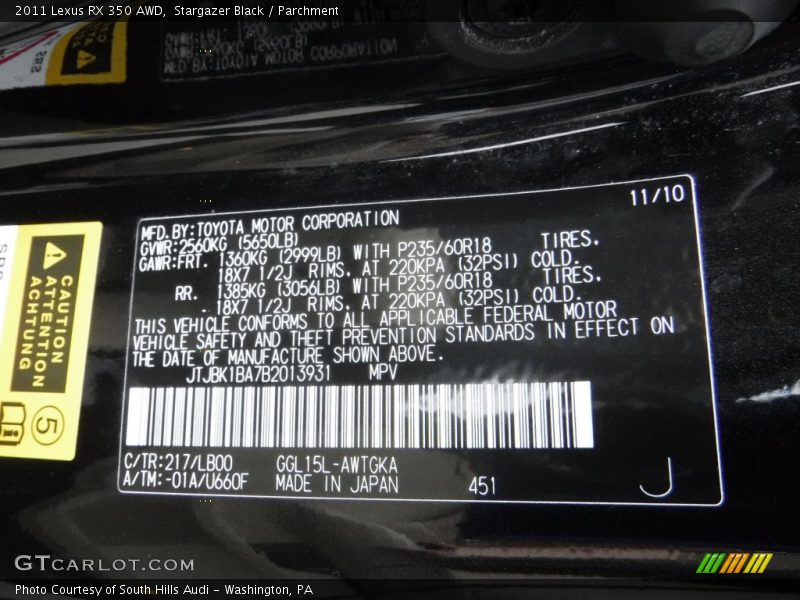 2011 Lexus RX 350 AWD, Stargazer Black / Parchment
11/10
MFD.BY:TOYOTA MOTOR CORPORATION
GVWR:2560KG (5650LB)
GAWR:FRT. 1360KG (2999LB) WITH P235/60R18 TIRES.
18X7 1/2J RIMS. AT 220KPA (32PSI) COLD.
RR. 1385KG (3056LB) WITH P235/60R18 TIRES.
18X7 1/2J RIMS. AT 220KPA (32PSI) COLD.
THIS VEHICLE CONFORMS TO ALL APPLICABLE FEDERAL MOTOR
VEHICLE SAFETY AND THEFT PREVENTION STANDARDS IN EFFECT ON
THE DATE OF MANUFACTURE SHOWN ABOVE.
JTJBK1BA7B2013931 MPV
C/TR:217/LB00 GGL15L-AWTGKA
A/TM:-01A/U660F MADE IN JAPAN 451
J
CAUTION
ATTENTION
ACHTUNG
5
GTCARLOT.COM
Photo Courtesy of South Hills Audi - Washington, PA